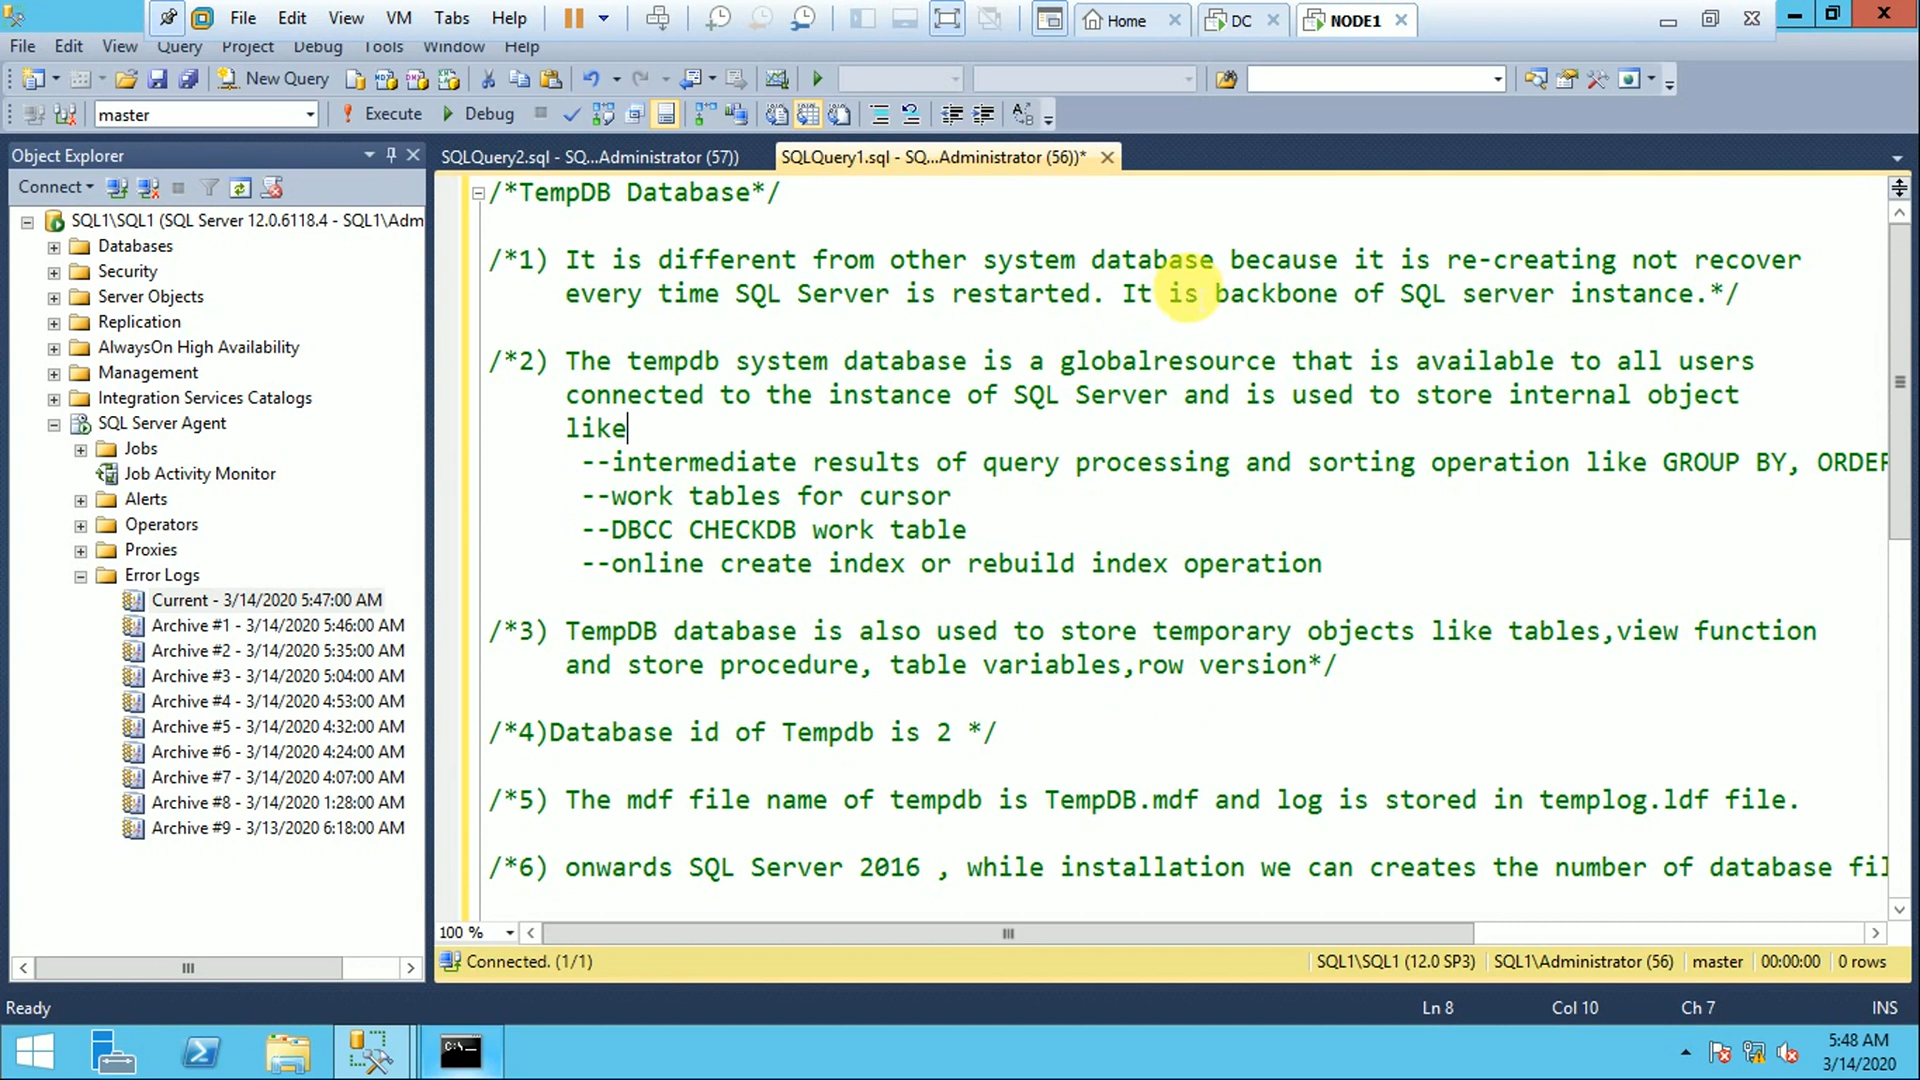 File Edit View VM Tabs Help
Home DC NODE1
File Edit View Query Project Debug Tools Window Help
New Query
master Execute Debug
Object Explorer
SQLQuery2.sql - SQ...Administrator (57))
SQLQuery1.sql - SQ...Administrator (56))*
Connect
SQL1\SQL1 (SQL Server 12.0.6118.4 - SQL1\Adm
Databases
Security
Server Objects
Replication
AlwaysOn High Availability
Management
Integration Services Catalogs
SQL Server Agent
Jobs
Job Activity Monitor
Alerts
Operators
Proxies
Error Logs
Current - 3/14/2020 5:47:00 AM
Archive #1 - 3/14/2020 5:46:00 AM
Archive #2 - 3/14/2020 5:35:00 AM
Archive #3 - 3/14/2020 5:04:00 AM
Archive #4 - 3/14/2020 4:53:00 AM
Archive #5 - 3/14/2020 4:32:00 AM
Archive #6 - 3/14/2020 4:24:00 AM
Archive #7 - 3/14/2020 4:07:00 AM
Archive #8 - 3/14/2020 1:28:00 AM
Archive #9 - 3/13/2020 6:18:00 AM
/*TempDB Database*/
/*1) It is different from other system database because it is re-creating not recover
every time SQL Server is restarted. It is backbone of SQL server instance.*/
/*2) The tempdb system database is a globalresource that is available to all users
connected to the instance of SQL Server and is used to store internal object
like
--intermediate results of query processing and sorting operation like GROUP BY, ORDER
--work tables for cursor
--DBCC CHECKDB work table
--online create index or rebuild index operation
/*3) TempDB database is also used to store temporary objects like tables,view function
and store procedure, table variables,row version*/
/*4)Database id of Tempdb is 2 */
/*5) The mdf file name of tempdb is TempDB.mdf and log is stored in templog.ldf file.
/*6) onwards SQL Server 2016 , while installation we can creates the number of database fil
100 %
Connected. (1/1)
SQL1\SQL1 (12.0 SP3) SQL1\Administrator (56) master 00:00:00 0 rows
Ready
Ln 8 Col 10 Ch 7 INS
5:48 AM
3/14/2020